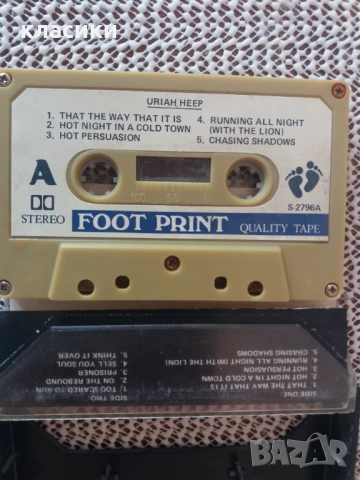 класики
URIAH HEEP
1. THAT THE WAY THAT IT IS
2. HOT NIGHT IN A COLD TOWN
3. HOT PERSUASION
4. RUNNING ALL NIGHT
(WITH THE LION)
5. CHASING SHADOWS
A
STEREO
100 50 0
S-2796A
FOOT PRINT QUALITY TAPE
SIDE ONE:
1. THAT THE WAY THAT IT IS
2. HOT NIGHT IN A COLD TOWN
3. HOT PERSUASION
4. RUNNING ALL NIGHT (WITH THE LION)
5. CHASING SHADOWS
SIDE TWO:
1. TOO SCARED TO RUN
2. ON THE REBOUND
3. PRISONER
4. SELL YOU SOUL
5. THINK IT OVER
BAZAR
.bg